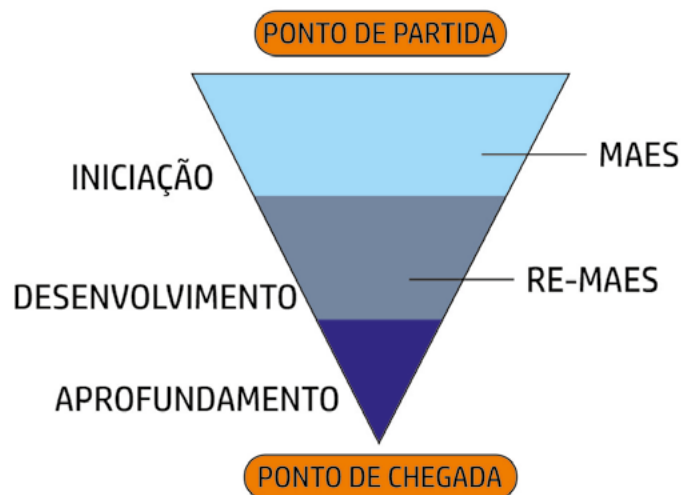 PONTO DE PARTIDA
MAES
INICIAÇÃO
RE-MAES
DESENVOLVIMENTO
APROFUNDAMENTO
PONTO DE CHEGADA